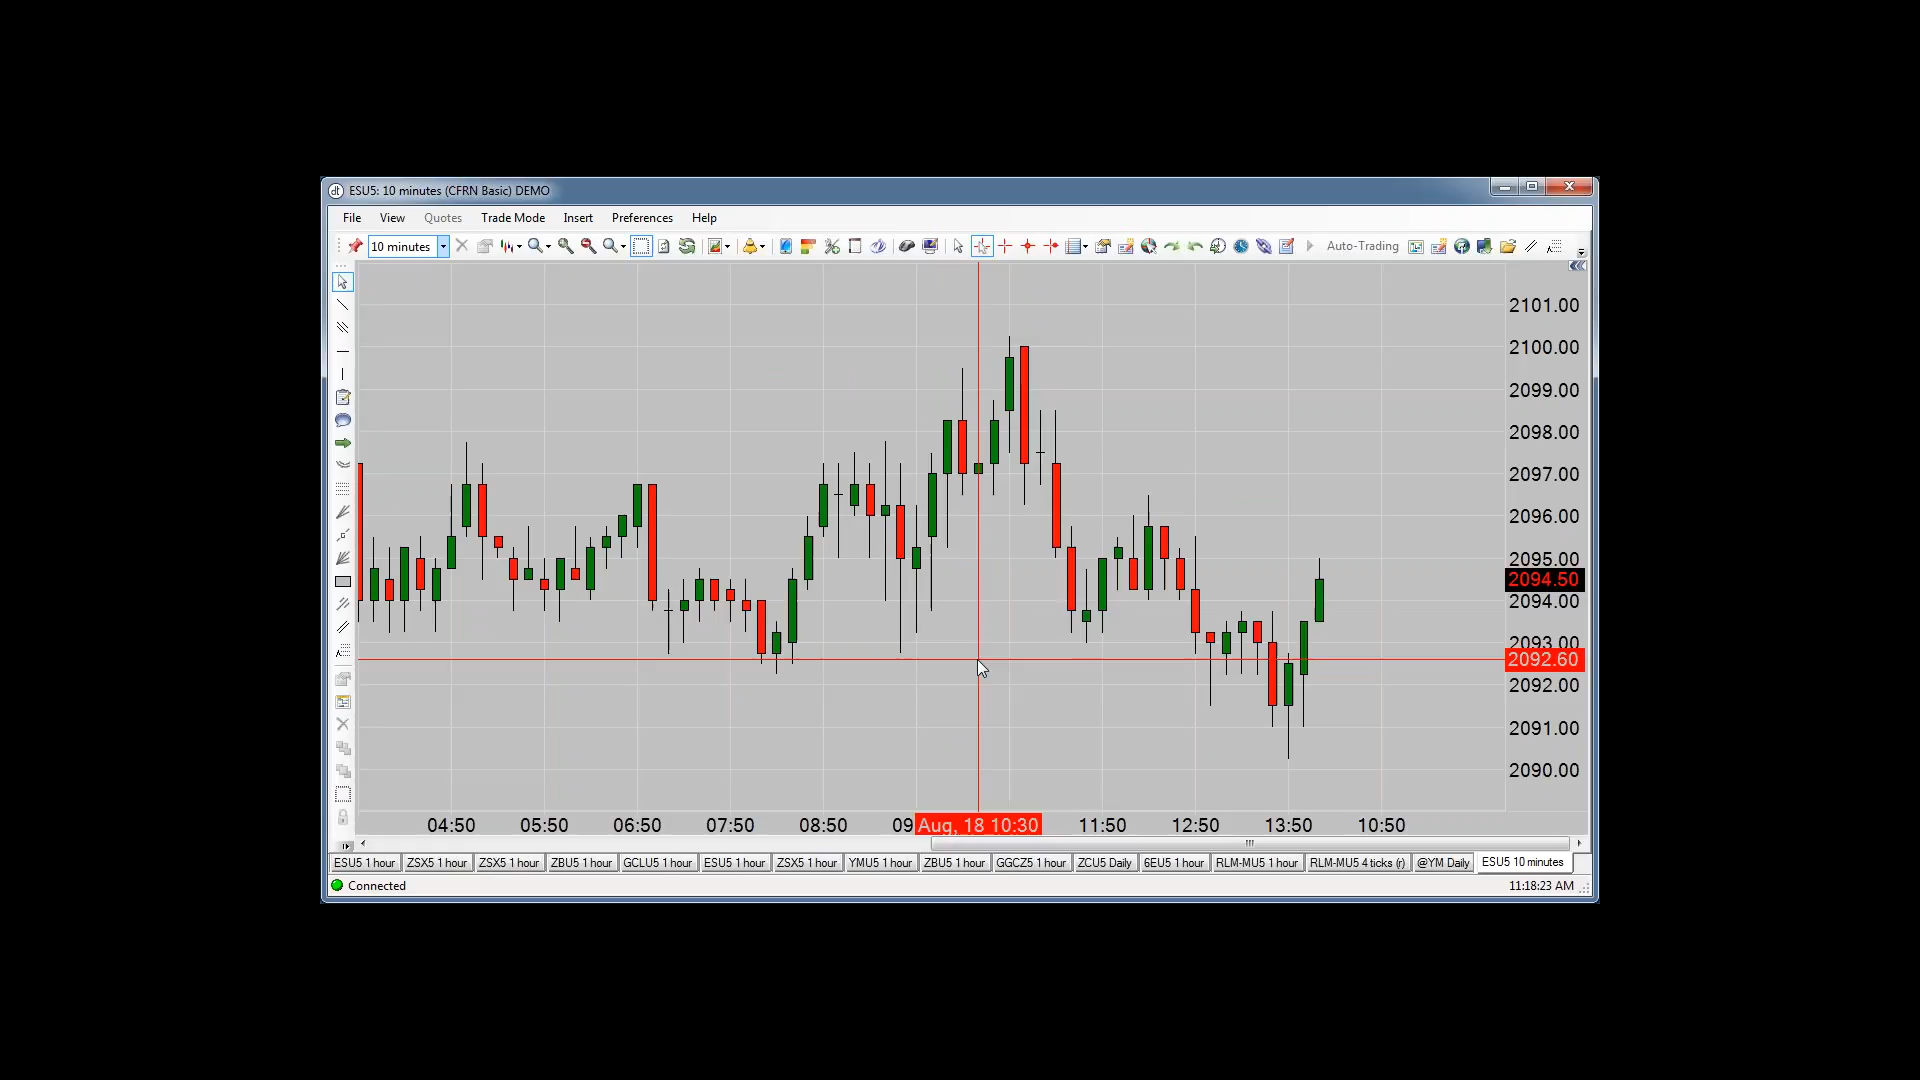 ESU5: 10 minutes (CFRN Basic) DEMO
File View Quotes Trade Mode Insert Preferences Help
10 minutes Auto-Trading
2101.00
2100.00
2099.00
2098.00
2097.00
2096.00
2095.00
2094.50
2094.00
2093.00
2092.60
2092.00
2091.00
2090.00
04:50 05:50 06:50 07:50 08:50 09 Aug, 18 10:30 11:50 12:50 13:50 10:50
ESU5 1 hour ZSX5 1 hour ZSX5 1 hour ZBU5 1 hour GCLU5 1 hour ESU5 1 hour ZSX5 1 hour YMU5 1 hour ZBU5 1 hour GGCZ5 1 hour ZCU5 Daily 6EU5 1 hour RLM-MU5 1 hour RLM-MU5 4 ticks (r) @YM Daily ESU5 10 minutes
Connected 11:18:23 AM